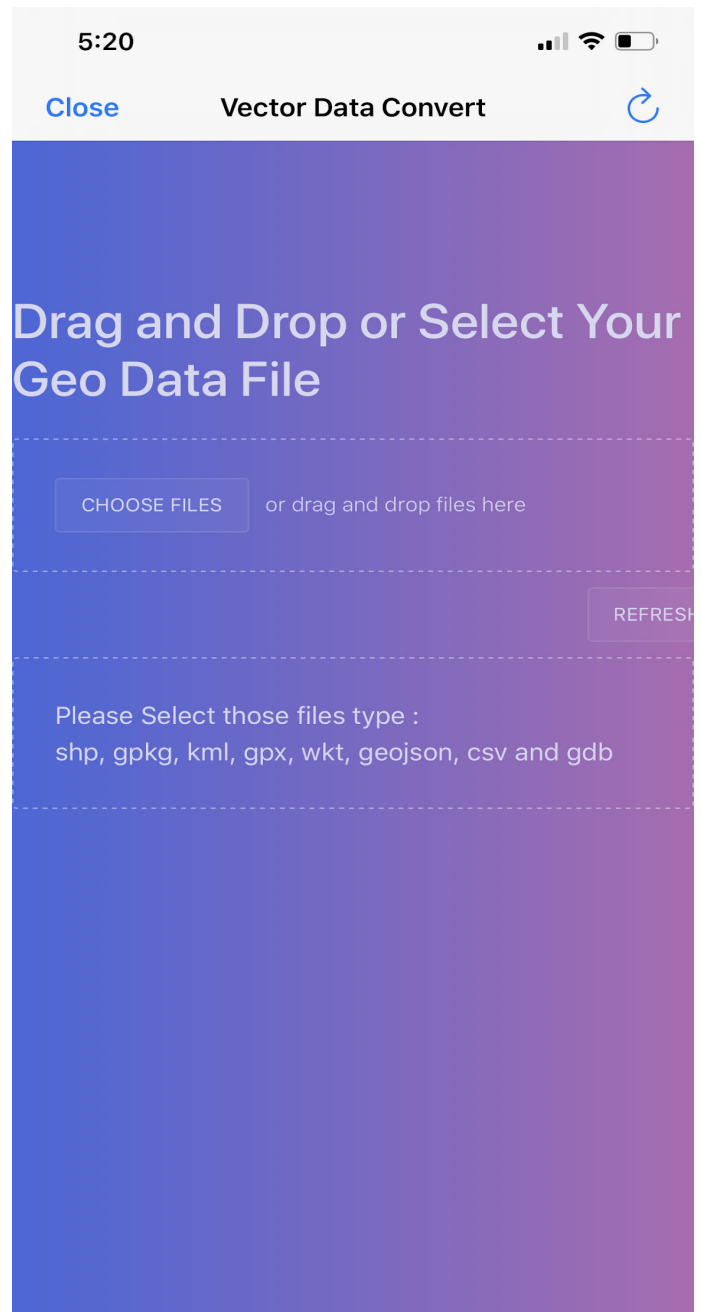 5:20
Close Vector Data Convert
Drag and Drop or Select Your
Geo Data File
CHOOSE FILES or drag and drop files here
REFRESH
Please Select those files type :
shp, gpkg, kml, gpx, wkt, geojson, csv and gdb